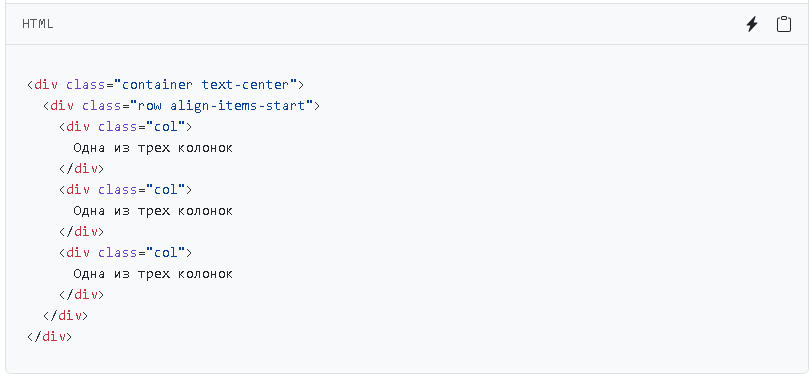 HTML
<div class="container text-center">
  <div class="row align-items-start">
    <div class="col">
      Одна из трех колонок
    </div>
    <div class="col">
      Одна из трех колонок
    </div>
    <div class="col">
      Одна из трех колонок
    </div>
  </div>
</div>